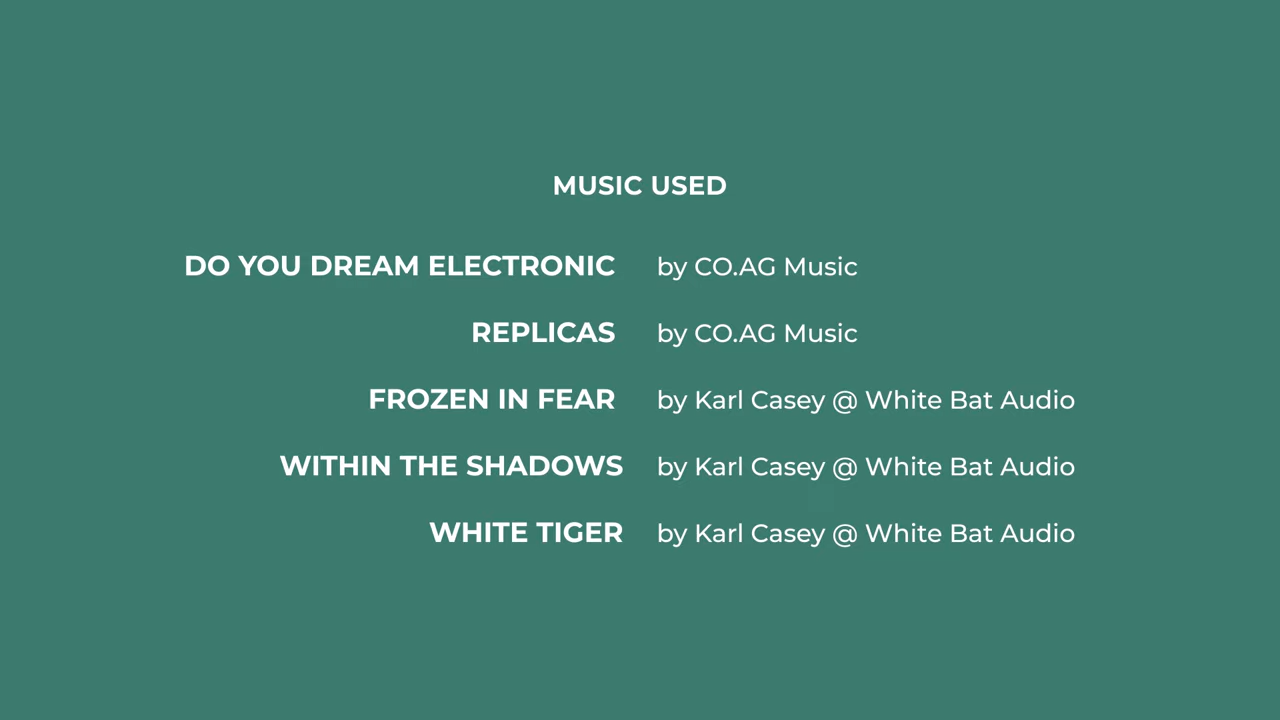 MUSIC USED
DO YOU DREAM ELECTRONIC by CO.AG Music
REPLICAS by CO.AG Music
FROZEN IN FEAR by Karl Casey @ White Bat Audio
WITHIN THE SHADOWS by Karl Casey @ White Bat Audio
WHITE TIGER by Karl Casey @ White Bat Audio